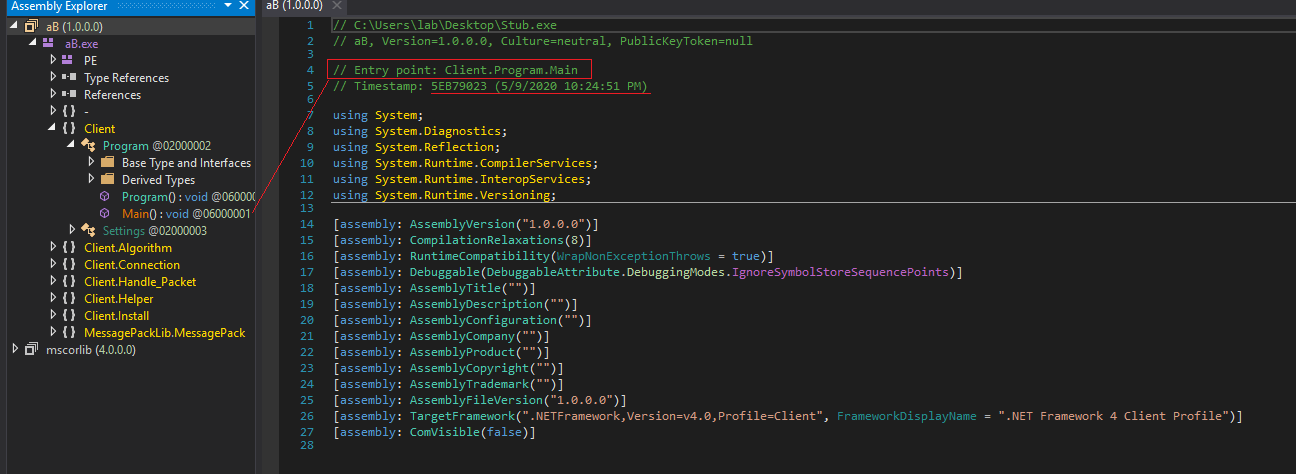 Assembly Explorer
aB (1.0.0.0)
aB.exe
PE
Type References
References
{ } -
{ } Client
Program @02000002
Base Type and Interfaces
Derived Types
Program() : void @060000
Main() : void @06000001
Settings @02000003
{ } Client.Algorithm
{ } Client.Connection
{ } Client.Handle_Packet
{ } Client.Helper
{ } Client.Install
{ } MessagePackLib.MessagePack
mscorlib (4.0.0.0)
aB (1.0.0.0)
1 // C:\Users\lab\Desktop\Stub.exe
2 // aB, Version=1.0.0.0, Culture=neutral, PublicKeyToken=null
3
4 // Entry point: Client.Program.Main
5 // Timestamp: 5EB79023 (5/9/2020 10:24:51 PM)
6
7 using System;
8 using System.Diagnostics;
9 using System.Reflection;
10 using System.Runtime.CompilerServices;
11 using System.Runtime.InteropServices;
12 using System.Runtime.Versioning;
13
14 [assembly: AssemblyVersion("1.0.0.0")]
15 [assembly: CompilationRelaxations(8)]
16 [assembly: RuntimeCompatibility(WrapNonExceptionThrows = true)]
17 [assembly: Debuggable(DebuggableAttribute.DebuggingModes.IgnoreSymbolStoreSequencePoints)]
18 [assembly: AssemblyTitle("")]
19 [assembly: AssemblyDescription("")]
20 [assembly: AssemblyConfiguration("")]
21 [assembly: AssemblyCompany("")]
22 [assembly: AssemblyProduct("")]
23 [assembly: AssemblyCopyright("")]
24 [assembly: AssemblyTrademark("")]
25 [assembly: AssemblyFileVersion("1.0.0.0")]
26 [assembly: TargetFramework(".NETFramework,Version=v4.0,Profile=Client", FrameworkDisplayName = ".NET Framework 4 Client Profile")]
27 [assembly: ComVisible(false)]
28